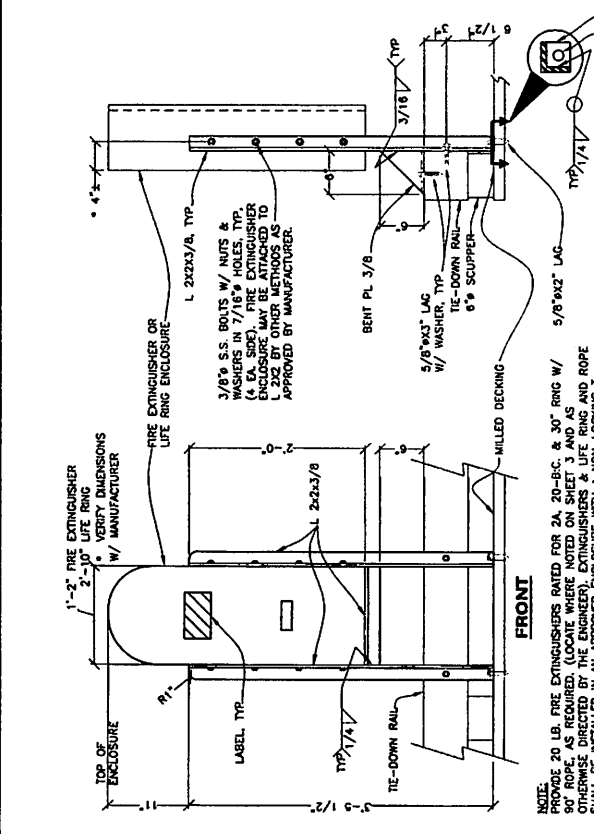 1'-2" FIRE EXTINGUISHER
2'-10" LIFE RING
* VERIFY DIMENSIONS
W/ MANUFACTURER
TOP OF
ENCLOSURE
FIRE EXTINGUISHER OR
LIFE RING ENCLOSURE
11"
R1"
LABEL, TYP.
2'-0"
L 2x2x3/8
TYP 1/4
TIE-DOWN RAIL
3'-5 1/2"
6"
MILLED DECKING
FRONT
* 4"±
L 2X2X3/8, TYP.
3/8"ø S.S. BOLTS W/ NUTS &
WASHERS IN 7/16"ø HOLES, TYP.
(4 EA. SIDE). FIRE EXTINGUISHER
ENCLOSURE MAY BE ATTACHED TO
L 2X2 BY OTHER METHODS AS
APPROVED BY MANUFACTURER.
6"
6"
BENT PL 3/8
3/16 TYP
3"
6 1/2"
5/8"øX3" LAG
W/ WASHER, TYP.
TIE-DOWN RAIL
6"ø SCUPPER
5/8"øX2" LAG
TYP 1/4
NOTE:
PROVIDE 20 LB. FIRE EXTINGUISHERS RATED FOR 2A, 20-B:C, & 30" RING W/
90' ROPE, AS REQUIRED. (LOCATE WHERE NOTED ON SHEET 3 AND AS
OTHERWISE DIRECTED BY THE ENGINEER). EXTINGUISHERS & LIFE RING AND ROPE